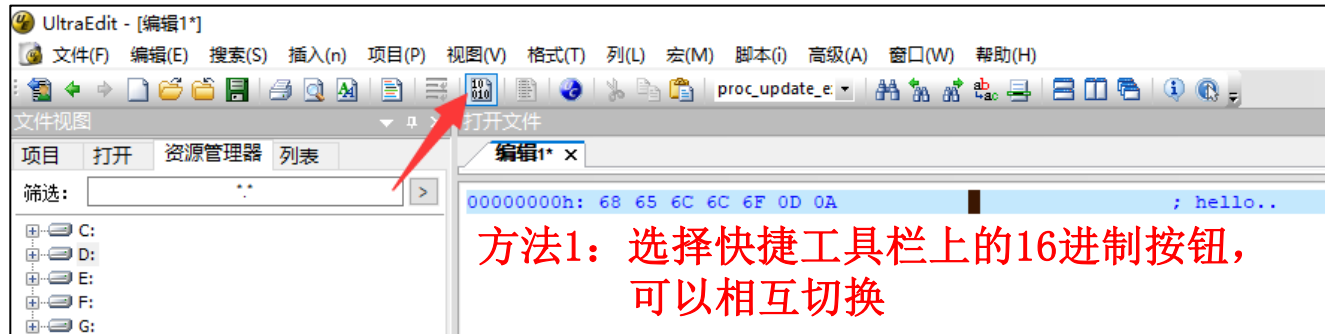 UltraEdit - [编辑1*]
文件(F) 编辑(E) 搜索(S) 插入(n) 项目(P) 视图(V) 格式(T) 列(L) 宏(M) 脚本(i) 高级(A) 窗口(W) 帮助(H)
proc_update_e:
文件视图
打开文件
项目 打开 资源管理器 列表
编辑1* x
筛选: *.* >
00000000h: 68 65 6C 6C 6F 0D 0A ; hello..
C:
D:
E:
F:
G:
方法1：选择快捷工具栏上的16进制按钮，
可以相互切换